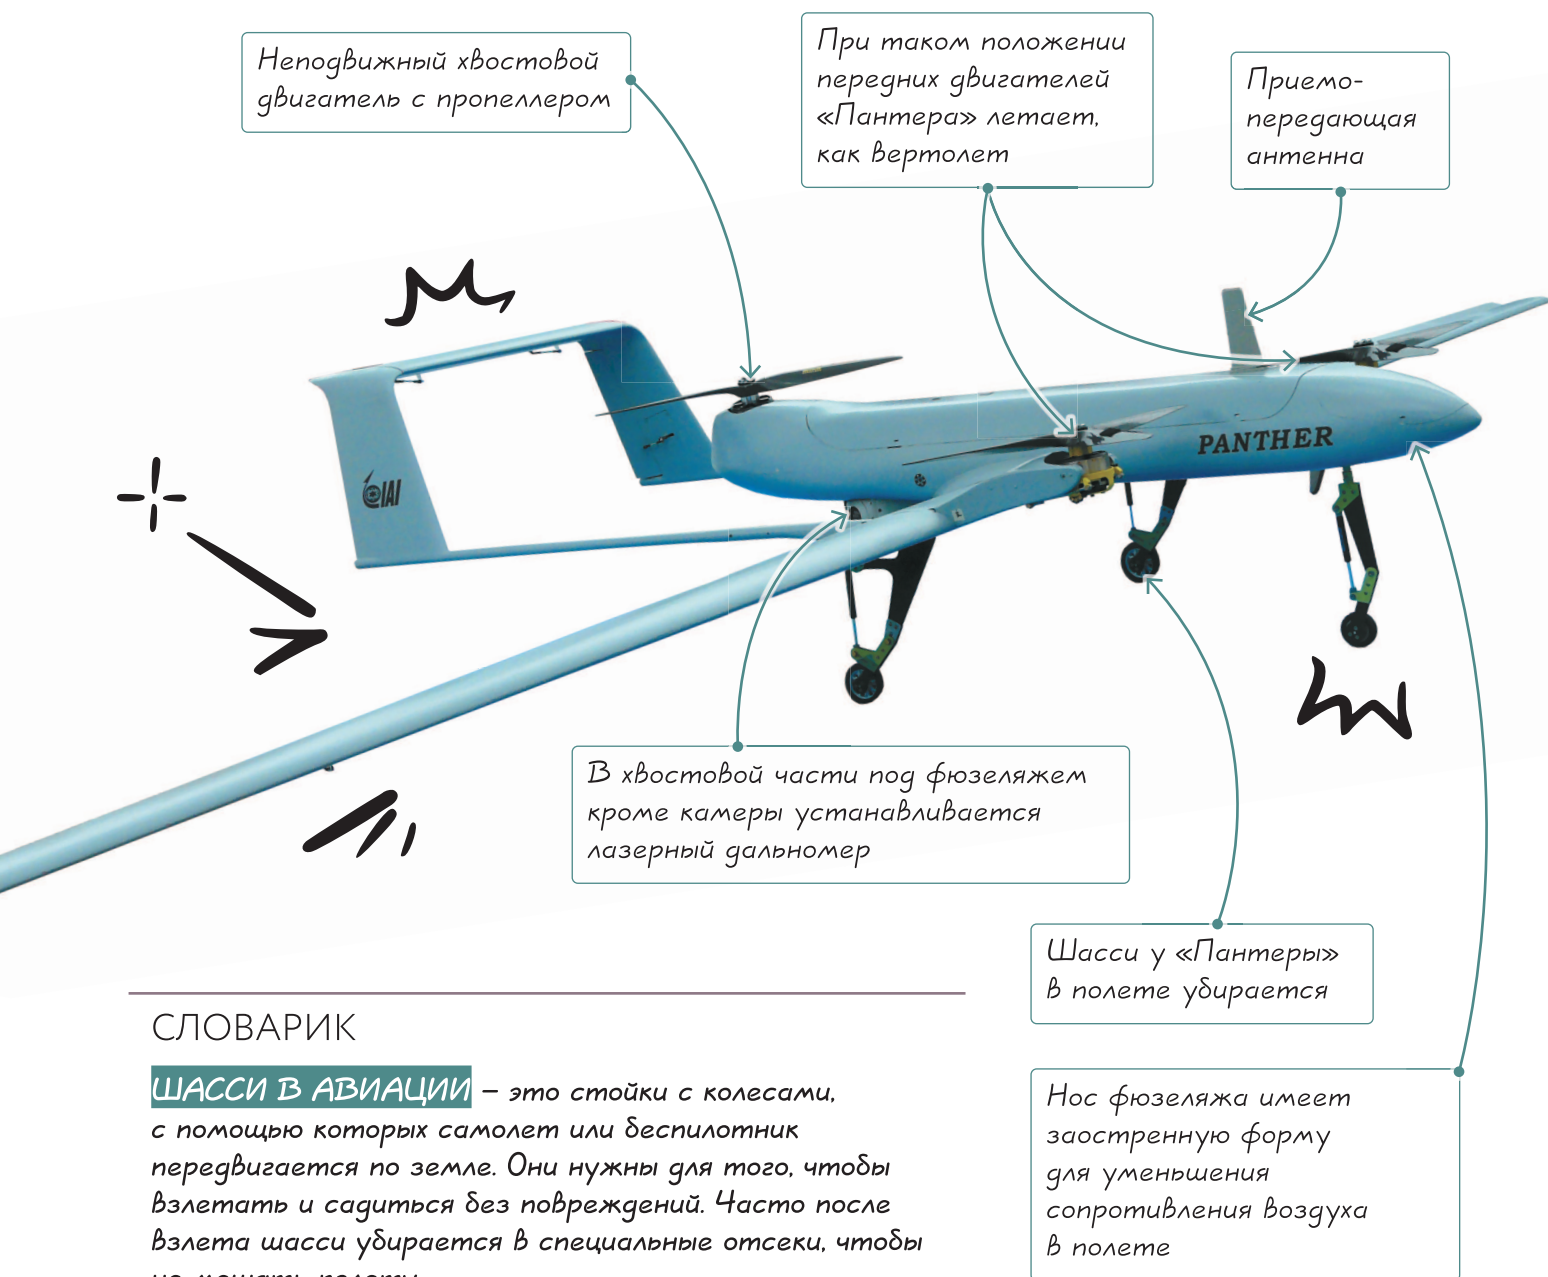 Неподвижный хвостовой
двигатель с пропеллером
При таком положении
передних двигателей
«Пантера» летает,
как вертолет
Приемо-
передающая
антенна
PANTHER
IAI
В хвостовой части под фюзеляжем
кроме камеры устанавливается
лазерный дальномер
Шасси у «Пантеры»
в полете убирается
СЛОВАРИК
ШАССИ В АВИАЦИИ – это стойки с колесами,
с помощью которых самолет или беспилотник
передвигается по земле. Они нужны для того, чтобы
взлетать и садиться без повреждений. Часто после
взлета шасси убирается в специальные отсеки, чтобы
Нос фюзеляжа имеет
заостренную форму
для уменьшения
сопротивления воздуха
в полете